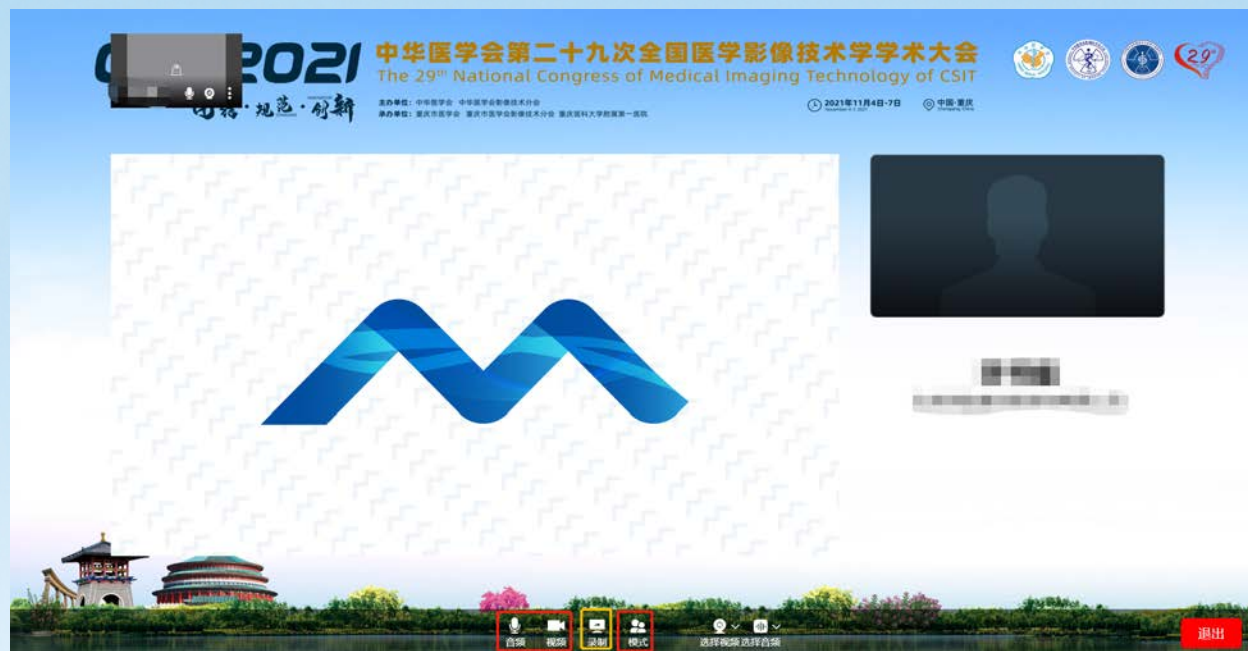 2021
中华医学会第二十九次全国医学影像技术学学术大会
The 29th National Congress of Medical Imaging Technology of CSIT
·规范·创新
主办单位：中华医学会 中华医学会影像技术分会
承办单位：重庆市医学会 重庆市医学会影像技术分会 重庆医科大学附属第一医院
2021年11月4日-7日
中国·重庆
29th
音频 视频 录制 模式 选择视频 选择音频
退出